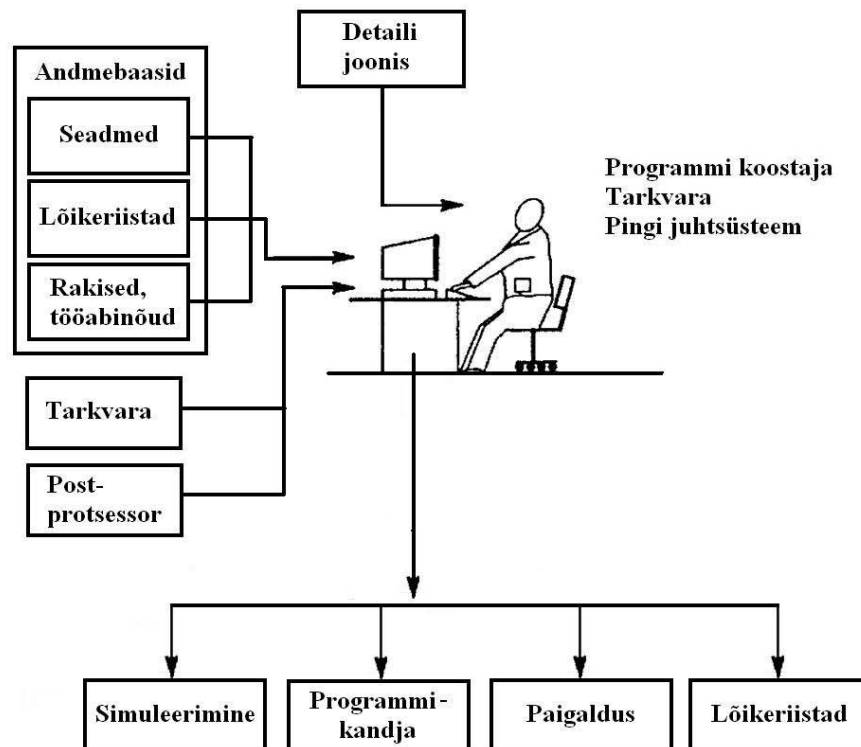 Detaili
joonis
Andmebaasid
Seadmed
Lõikeriistad
Rakised,
tööabinõud
Programmi koostaja
Tarkvara
Pingi juhtsüsteem
Tarkvara
Post-
protsessor
Simuleerimine
Programmi-
kandja
Paigaldus
Lõikeriistad